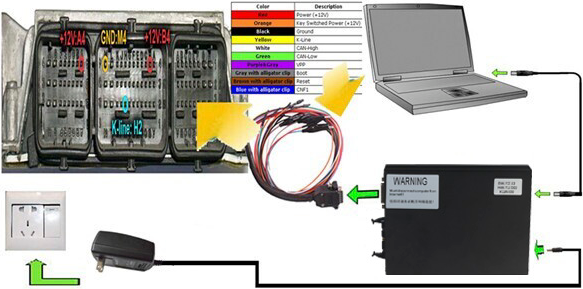 +12V:A4 GND:M4 +12V:B4
K-line: H2
Color Description
Red Power (+12V)
Orange Key Switched Power (+12V)
Black Ground
Yellow K-Line
White CAN-High
Green CAN-Low
Purple&Grey VPP
Gray with alligator clip Boot
Brown with alligator clip Reset
Blue with alligator clip CNF1
WARNING